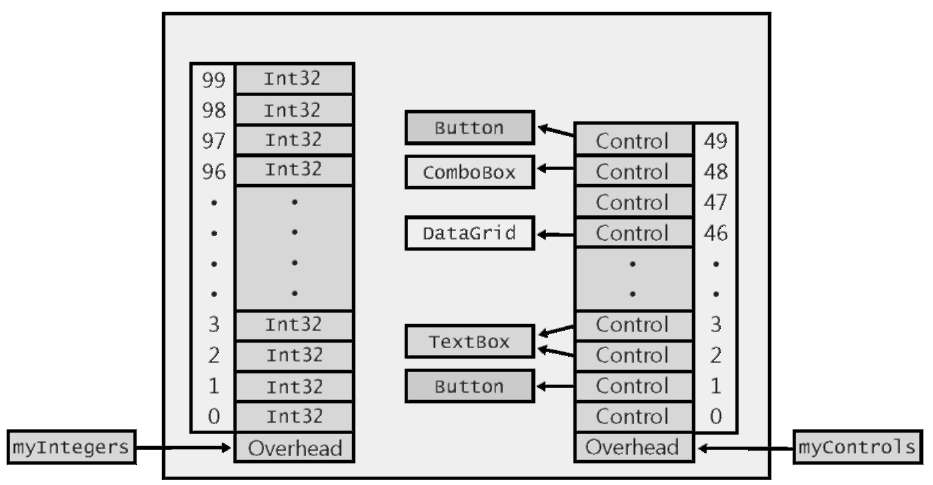 99 Int32
98 Int32
97 Int32
96 Int32
3 Int32
2 Int32
1 Int32
0 Int32
Overhead
myIntegers
Button
ComboBox
DataGrid
TextBox
Button
Control 49
Control 48
Control 47
Control 46
Control 3
Control 2
Control 1
Control 0
Overhead
myControls